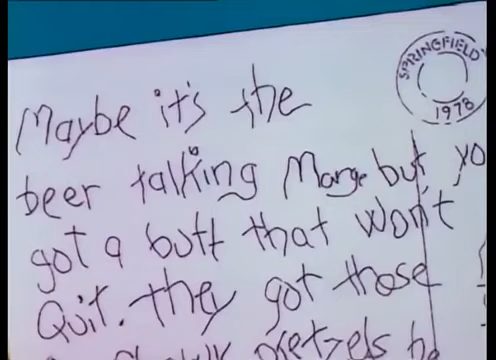 SPRINGFIELD
1978
Maybe it's the
beer talking Marge but yo
got a butt that won't
Quit. they got those
pretzels h